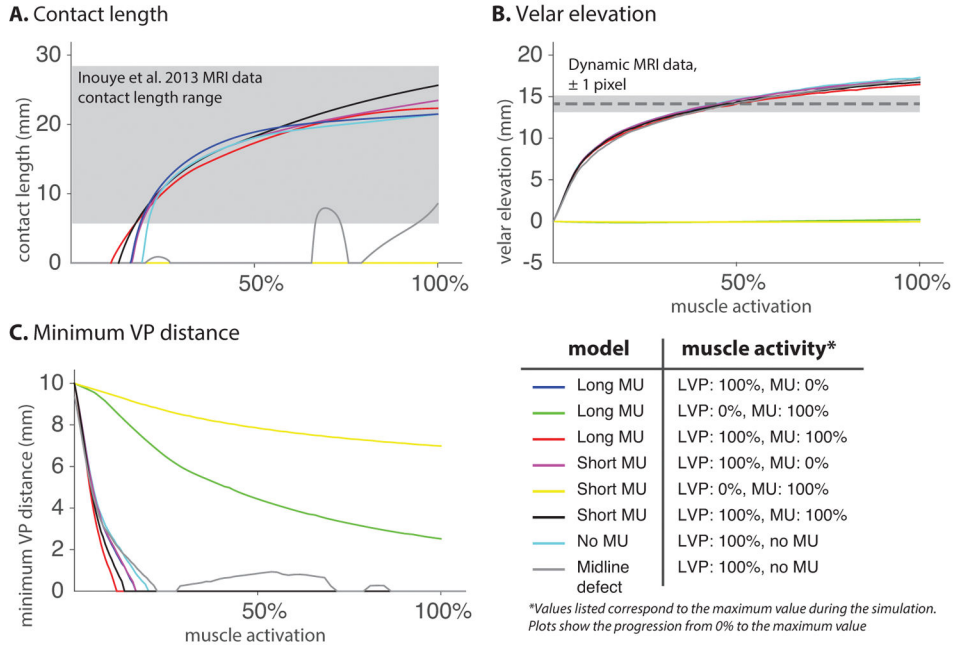 A. Contact length
30
20
10
0
contact length (mm)
Inouye et al. 2013 MRI data
contact length range
50%
100%
B. Velar elevation
20
15
10
5
0
-5
velar elevation (mm)
Dynamic MRI data,
± 1 pixel
50%
100%
muscle activation
C. Minimum VP distance
10
8
6
4
2
0
minimum VP distance (mm)
50%
100%
muscle activation
model muscle activity*
Long MU LVP: 100%, MU: 0%
Long MU LVP: 0%, MU: 100%
Long MU LVP: 100%, MU: 100%
Short MU LVP: 100%, MU: 0%
Short MU LVP: 0%, MU: 100%
Short MU LVP: 100%, MU: 100%
No MU LVP: 100%, no MU
Midline LVP: 100%, no MU
defect
*Values listed correspond to the maximum value during the simulation.
Plots show the progression from 0% to the maximum value